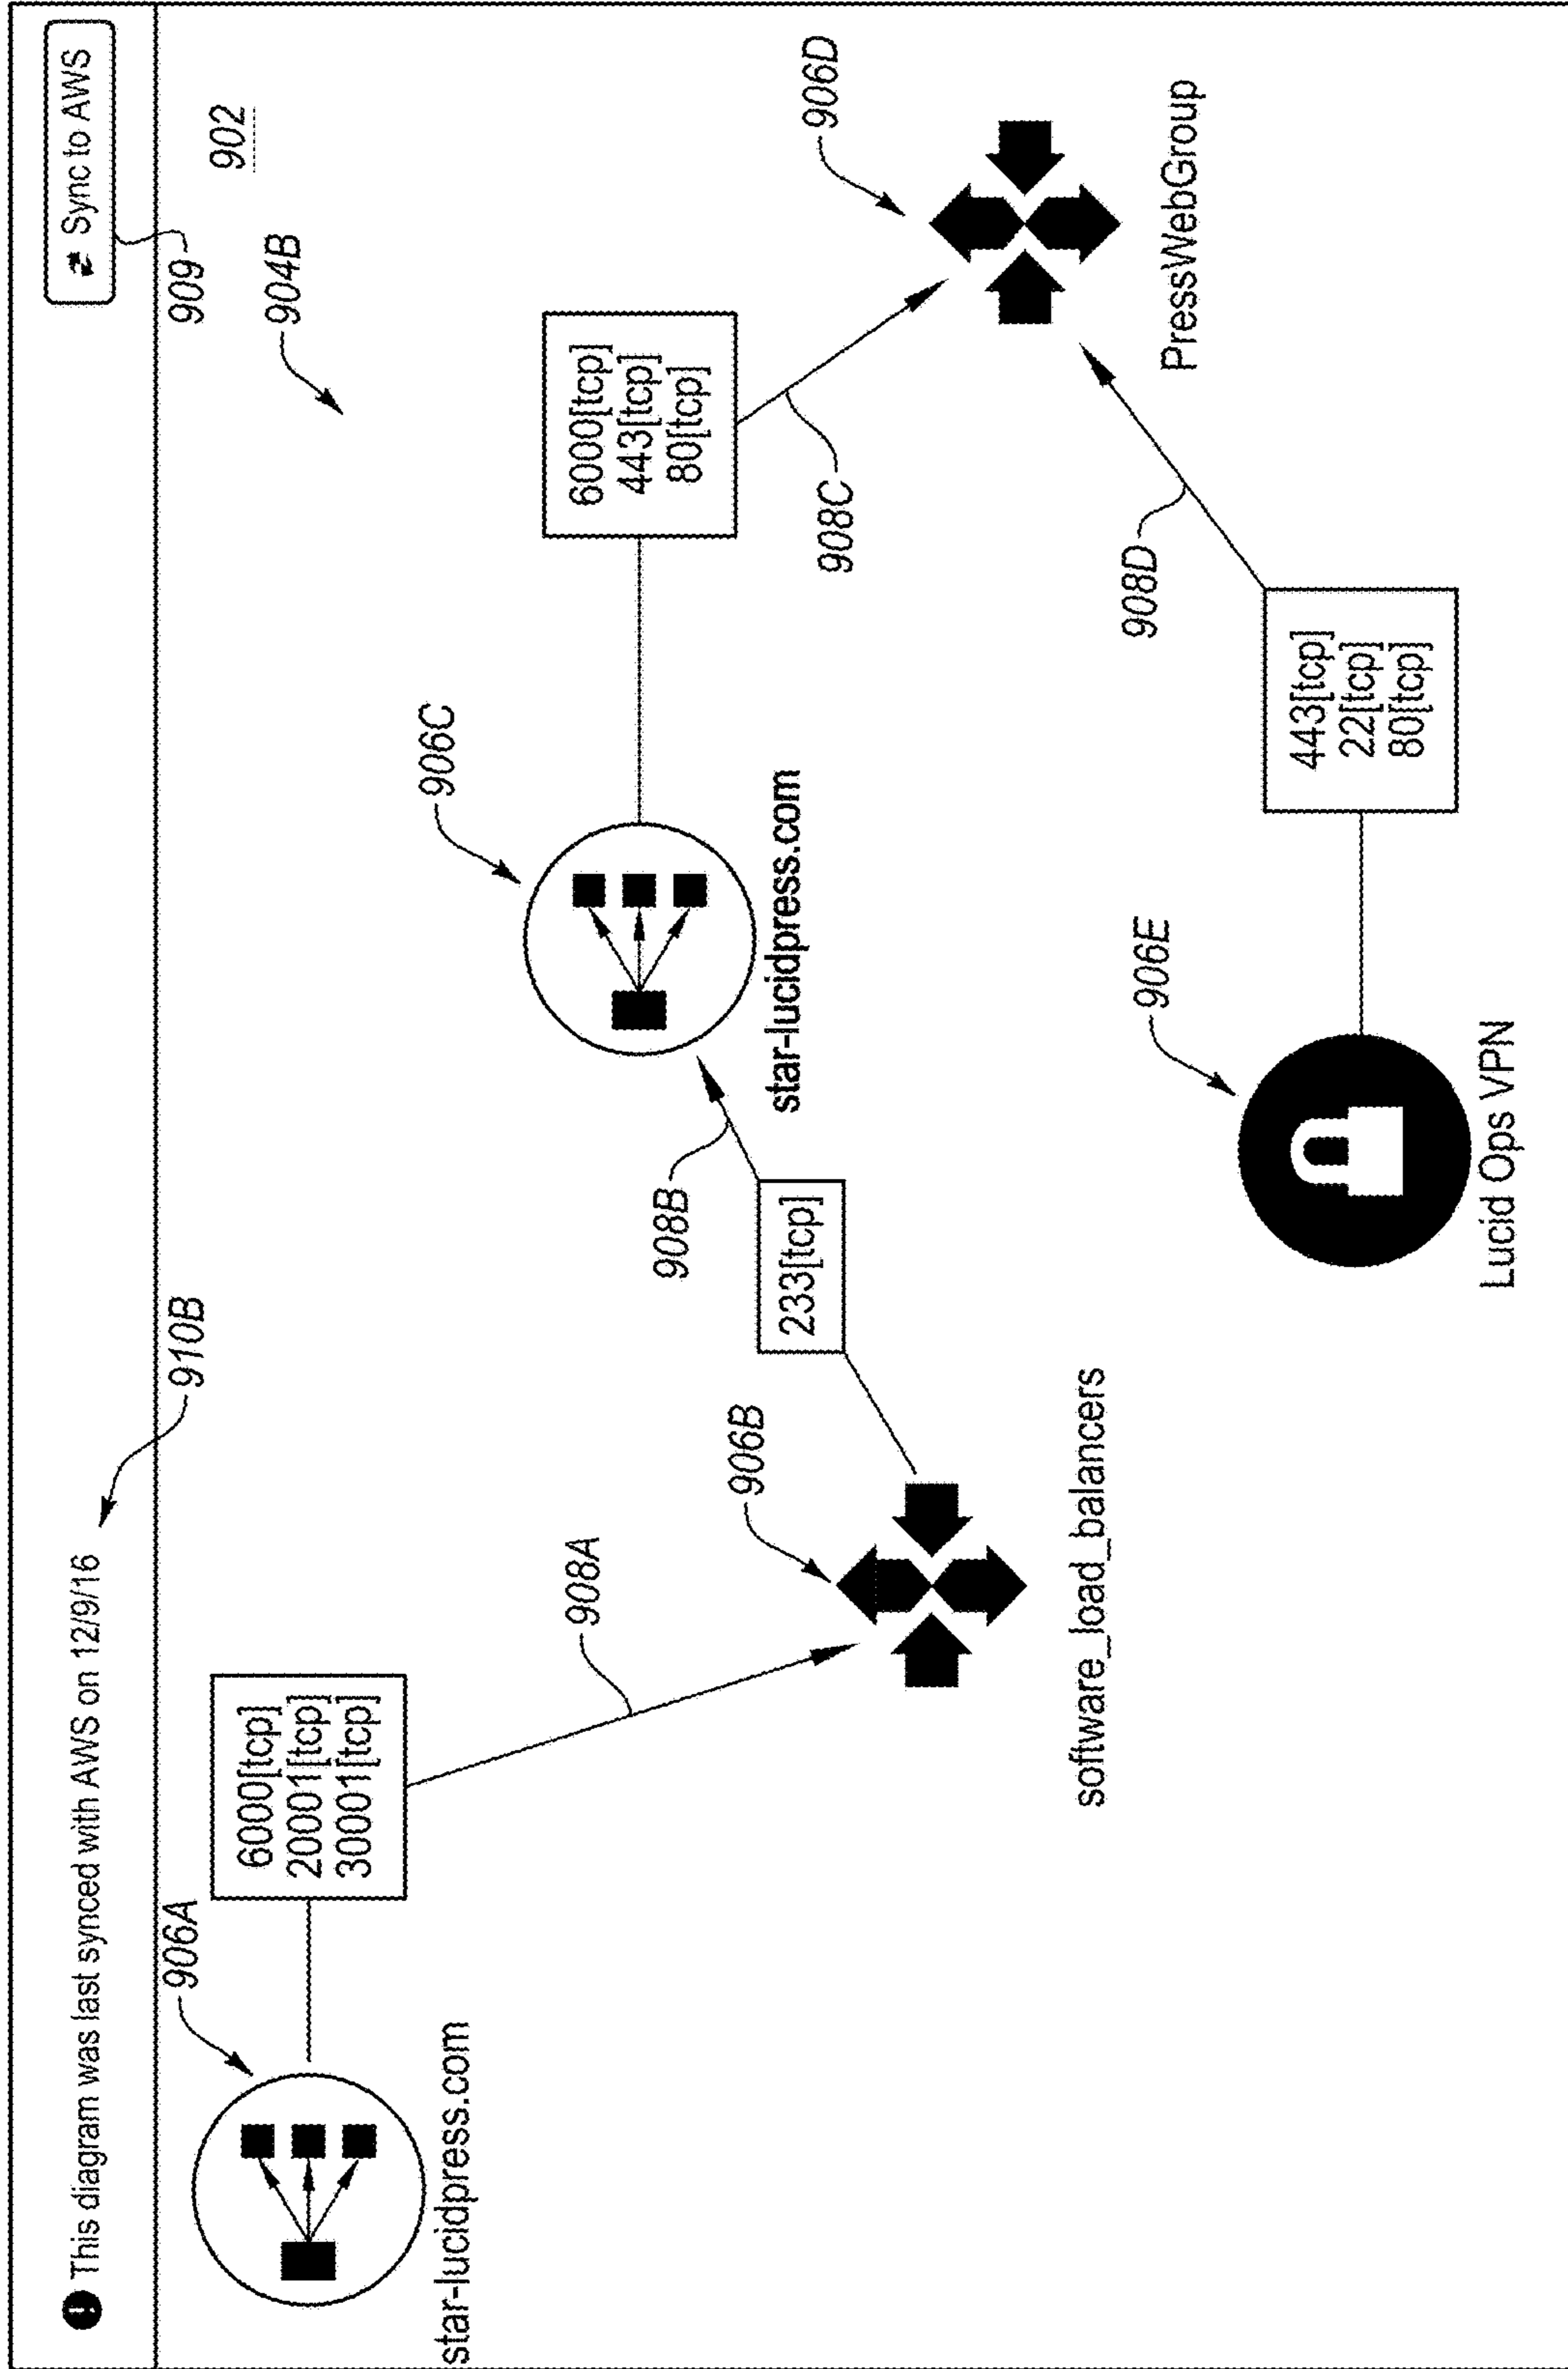 This diagram was last synced with AWS on 12/9/16
910B
Sync to AWS
909
902
904B
906A
6000[tcp]
20001[tcp]
30001[tcp]
star-lucidpress.com
908A
906B
software_load_balancers
233[tcp]
908B
906C
star-lucidpress.com
6000[tcp]
443[tcp]
80[tcp]
908C
906D
PressWebGroup
908D
906E
443[tcp]
22[tcp]
80[tcp]
Lucid Ops VPN